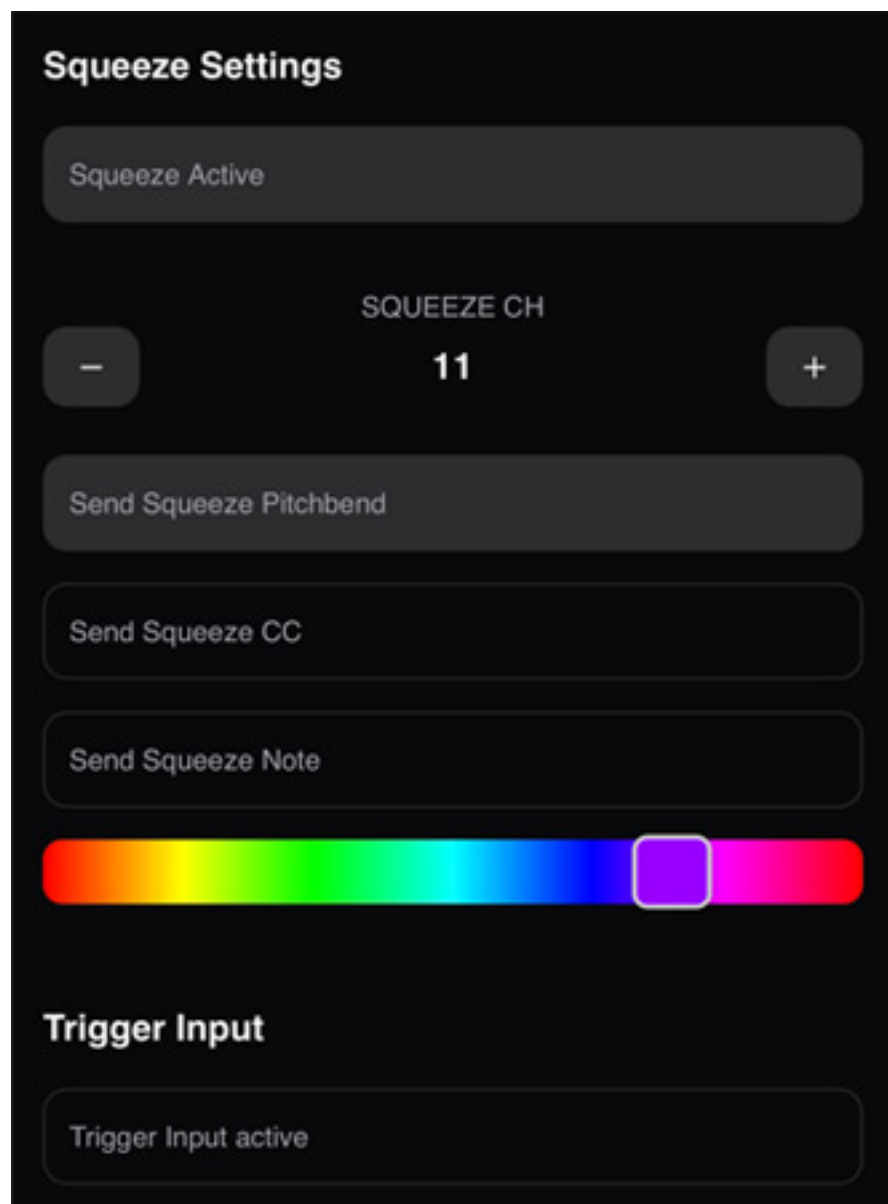 Squeeze Settings
Squeeze Active
SQUEEZE CH
− 11 +
Send Squeeze Pitchbend
Send Squeeze CC
Send Squeeze Note
Trigger Input
Trigger Input active